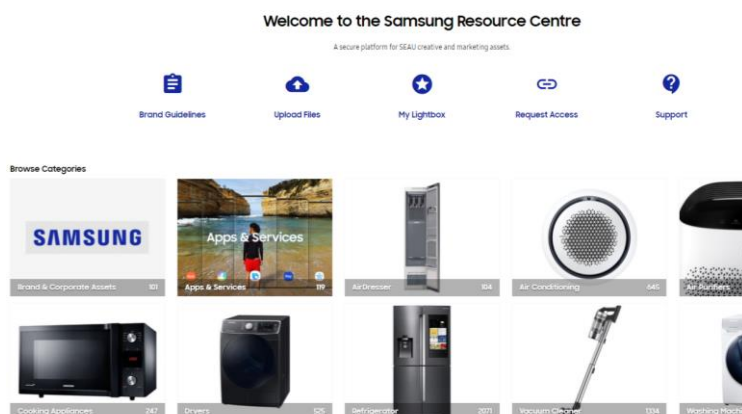 Welcome to the Samsung Resource Centre
A secure platform for SEAU creative and marketing assets.
Brand Guidelines
Upload Files
My Lightbox
Request Access
Support
Browse Categories
SAMSUNG
Apps & Services
Brand & Corporate Assets 101
Apps & Services 119
AirDresser 104
Air Conditioning 645
Air Purifiers
Cooking Appliances 247
Dryers 525
Refrigerator 2071
Vacuum Cleaner 1334
Washing Mach